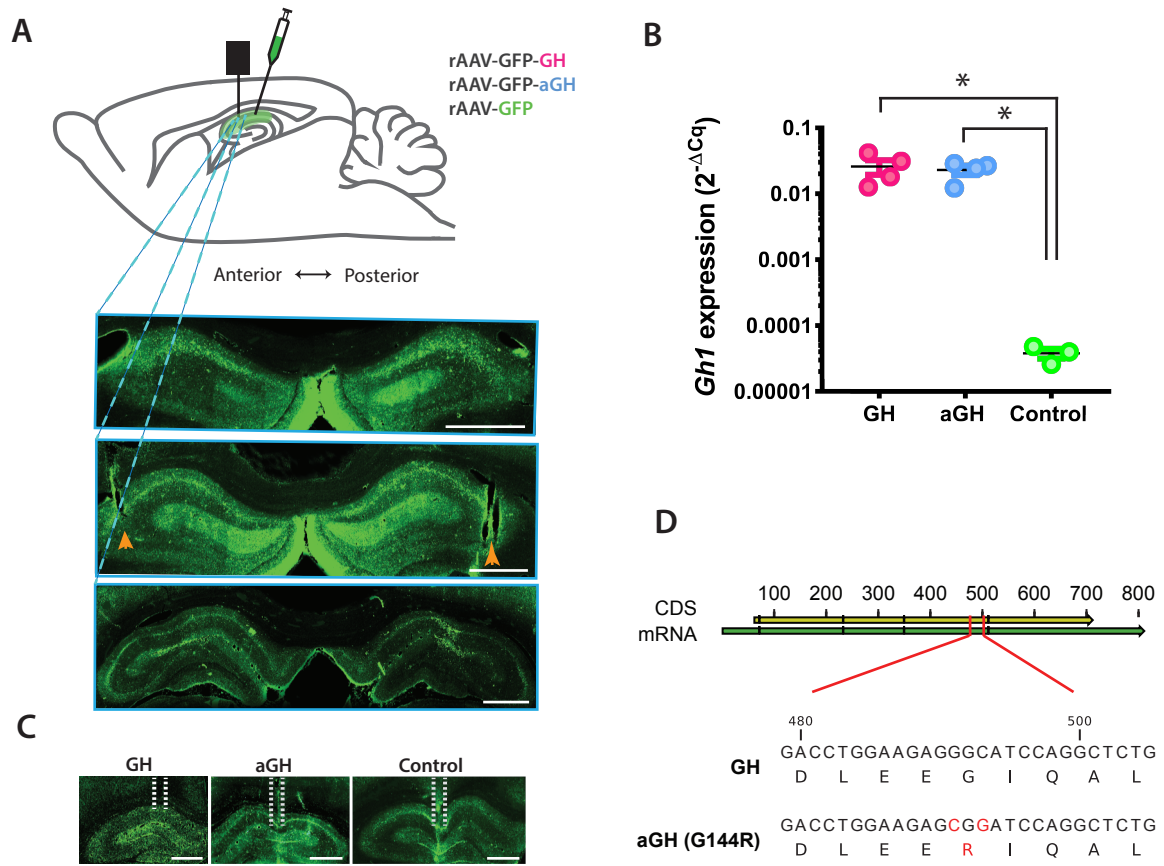 A
rAAV-GFP-GH
rAAV-GFP-aGH
rAAV-GFP
Anterior ⟷ Posterior
B
*
*
Gh1 expression (2^-ΔCq)
0.1
0.01
0.001
0.0001
0.00001
GH aGH Control
C
GH aGH Control
D
100 200 300 400 500 600 700 800
CDS
mRNA
480 500
GH GACCTGGAAGAGGGCATCCAGGCTCTG
D L E E G I Q A L
aGH (G144R) GACCTGGAAGAGCGGATCCAGGCTCTG
D L E E R I Q A L